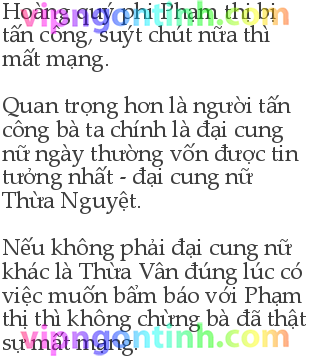 Hoàng quý phi Phạm thị bị
tấn công, suýt chút nữa thì
mất mạng.
Quan trọng hơn là người tấn
công bà ta chính là đại cung
nữ ngày thường vốn được tin
tưởng nhất - đại cung nữ
Thừa Nguyệt.
Nếu không phải đại cung nữ
khác là Thừa Vân đúng lúc có
việc muốn bẩm báo với Phạm
thị thì không chừng bà đã thật
sự mất mạng.
vipngontinh.com
vipngontinh.com